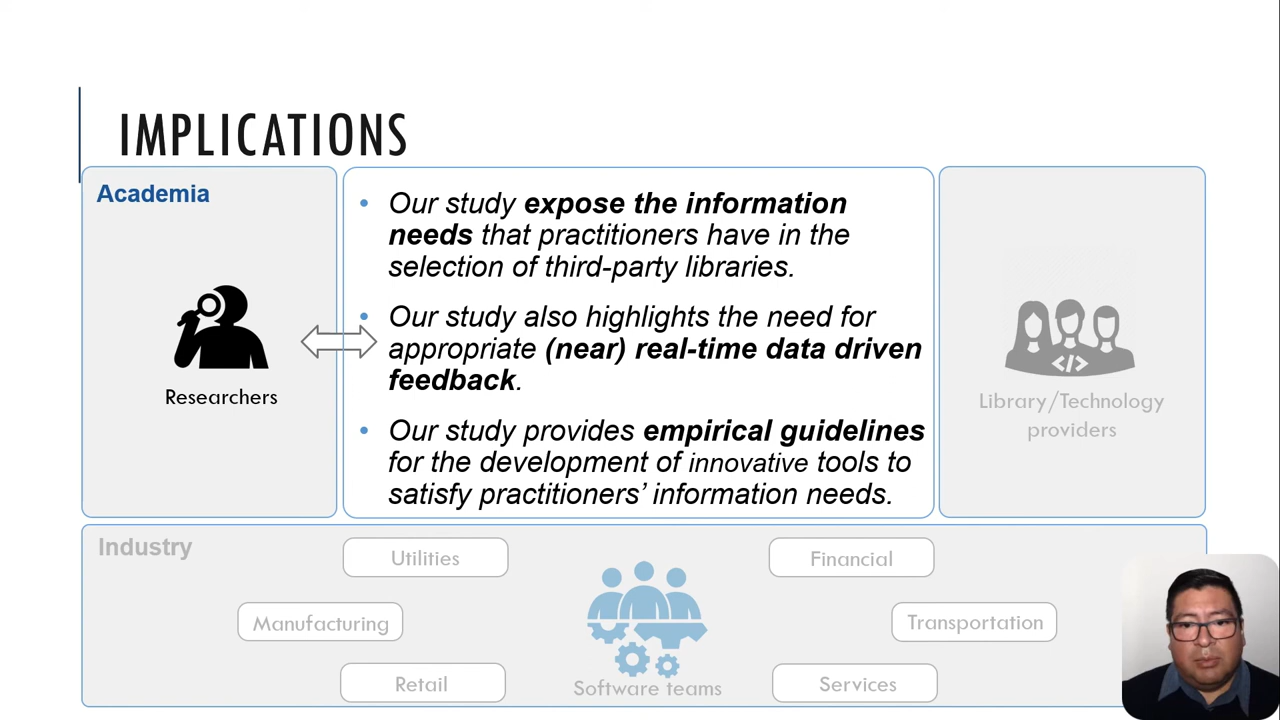 IMPLICATIONS
Academia
Researchers
• Our study expose the information
needs that practitioners have in the
selection of third-party libraries.
• Our study also highlights the need for
appropriate (near) real-time data driven
feedback.
• Our study provides empirical guidelines
for the development of innovative tools to
satisfy practitioners’ information needs.
</>
Library/Technology
providers
Industry
Utilities
Financial
Manufacturing
Transportation
Retail
Software teams
Services